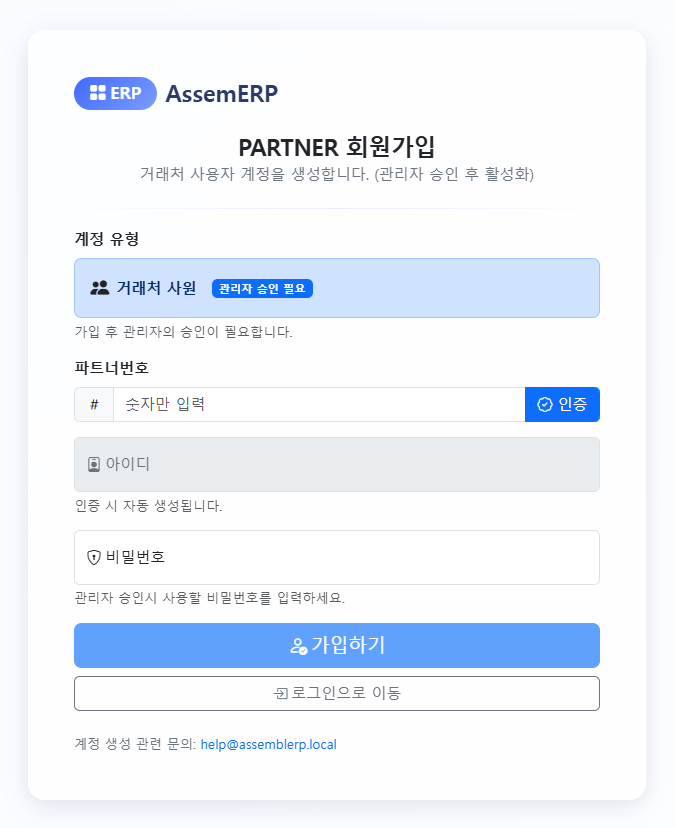 ERP AssemERP
PARTNER 회원가입
거래처 사용자 계정을 생성합니다. (관리자 승인 후 활성화)
계정 유형
거래처 사원 관리자 승인 필요
가입 후 관리자의 승인이 필요합니다.
파트너번호
# 숫자만 입력 인증
아이디
인증 시 자동 생성됩니다.
비밀번호
관리자 승인시 사용할 비밀번호를 입력하세요.
가입하기
로그인으로 이동
계정 생성 관련 문의: help@assemblerp.local